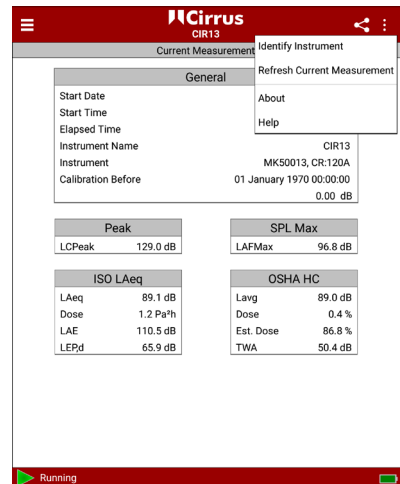 Cirrus
CIR13
Current Measurement
Identify Instrument
Refresh Current Measurement
About
Help
General
Start Date
Start Time
Elapsed Time
Instrument Name CIR13
Instrument MK50013, CR:120A
Calibration Before 01 January 1970 00:00:00
0.00 dB
Peak
LCPeak 129.0 dB
SPL Max
LAFMax 96.8 dB
ISO LAeq
LAeq 89.1 dB
Dose 1.2 Pa²h
LAE 110.5 dB
LEP,d 65.9 dB
OSHA HC
Lavg 89.0 dB
Dose 0.4 %
Est. Dose 86.8 %
TWA 50.4 dB
Running